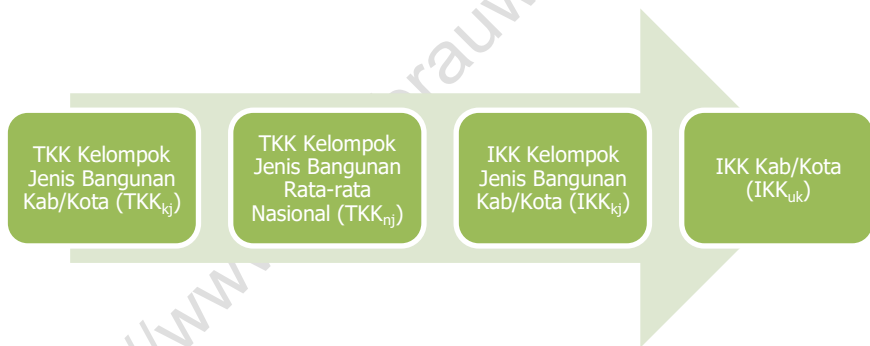 TKK Kelompok
Jenis Bangunan
Kab/Kota (TKKkj)
TKK Kelompok
Jenis Bangunan
Rata-rata
Nasional (TKKnj)
IKK Kelompok
Jenis Bangunan
Kab/Kota (IKKkj)
IKK Kab/Kota
(IKKuk)